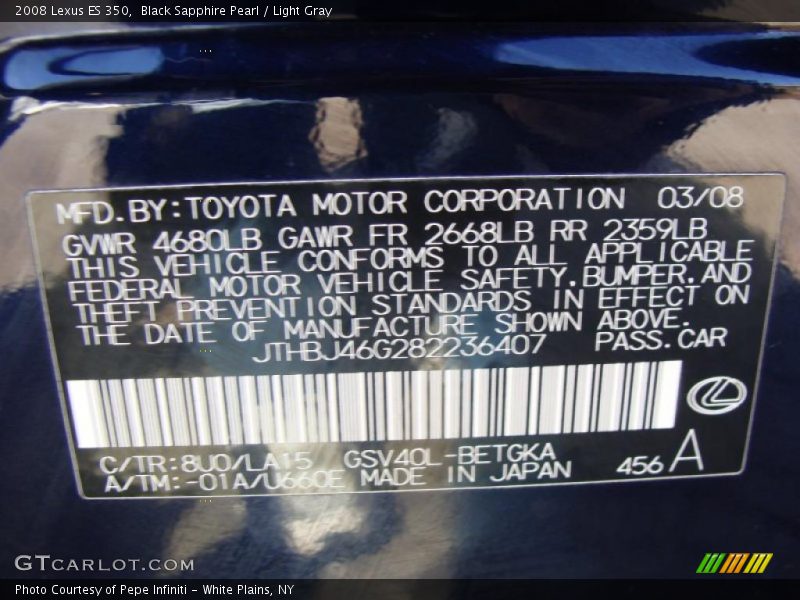 2008 Lexus ES 350, Black Sapphire Pearl / Light Gray
MFD.BY:TOYOTA MOTOR CORPORATION 03/08
GVWR 4680LB GAWR FR 2668LB RR 2359LB
THIS VEHICLE CONFORMS TO ALL APPLICABLE
FEDERAL MOTOR VEHICLE SAFETY,BUMPER,AND
THEFT PREVENTION STANDARDS IN EFFECT ON
THE DATE OF MANUFACTURE SHOWN ABOVE.
JTHBJ46G282236407 PASS.CAR
C/TR:8U0/LA15 GSV40L-BETGKA
A/TM:-01A/U660E MADE IN JAPAN 456 A
GTCARLOT.COM
Photo Courtesy of Pepe Infiniti - White Plains, NY